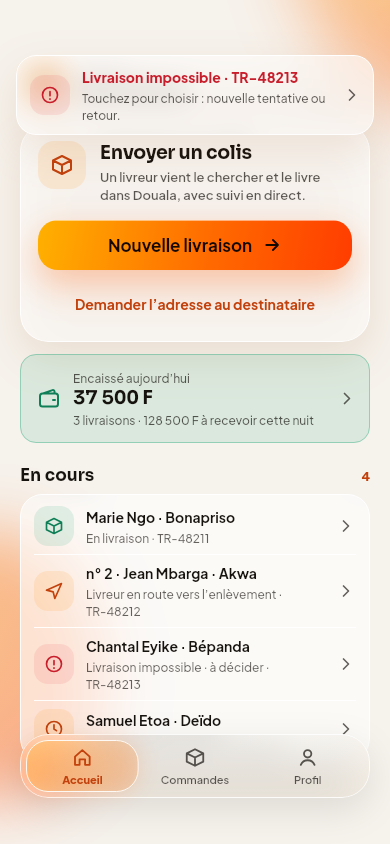 Livraison impossible · TR-48213
Touchez pour choisir : nouvelle tentative ou
retour.
Envoyer un colis
Un livreur vient le chercher et le livre
dans Douala, avec suivi en direct.
Nouvelle livraison →
Demander l’adresse au destinataire
Encaissé aujourd’hui
37 500 F
3 livraisons · 128 500 F à recevoir cette nuit
En cours
4
Marie Ngo · Bonapriso
En livraison · TR-48211
n° 2 · Jean Mbarga · Akwa
Livreur en route vers l’enlèvement ·
TR-48212
Chantal Eyike · Bépanda
Livraison impossible · à décider ·
TR-48213
Samuel Etoa · Deïdo
Accueil
Commandes
Profil